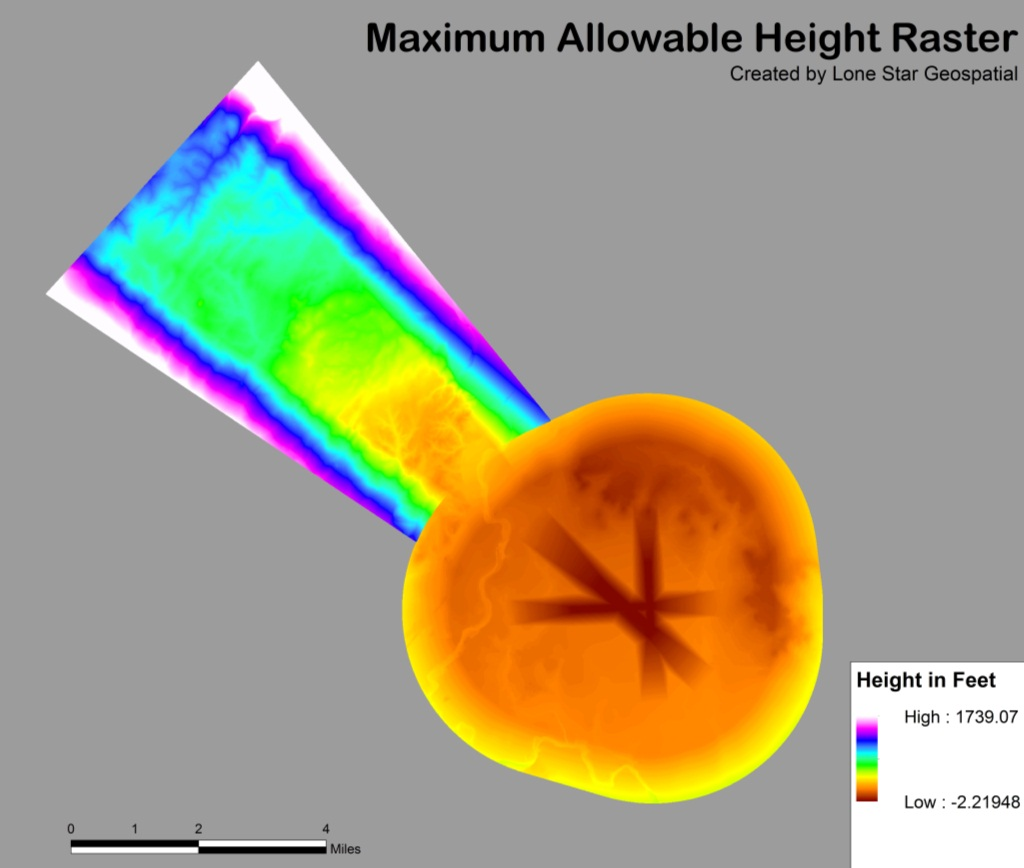 Maximum Allowable Height Raster
Created by Lone Star Geospatial
Height in Feet
High : 1739.07
Low : -2.21948
0 1 2 4
Miles